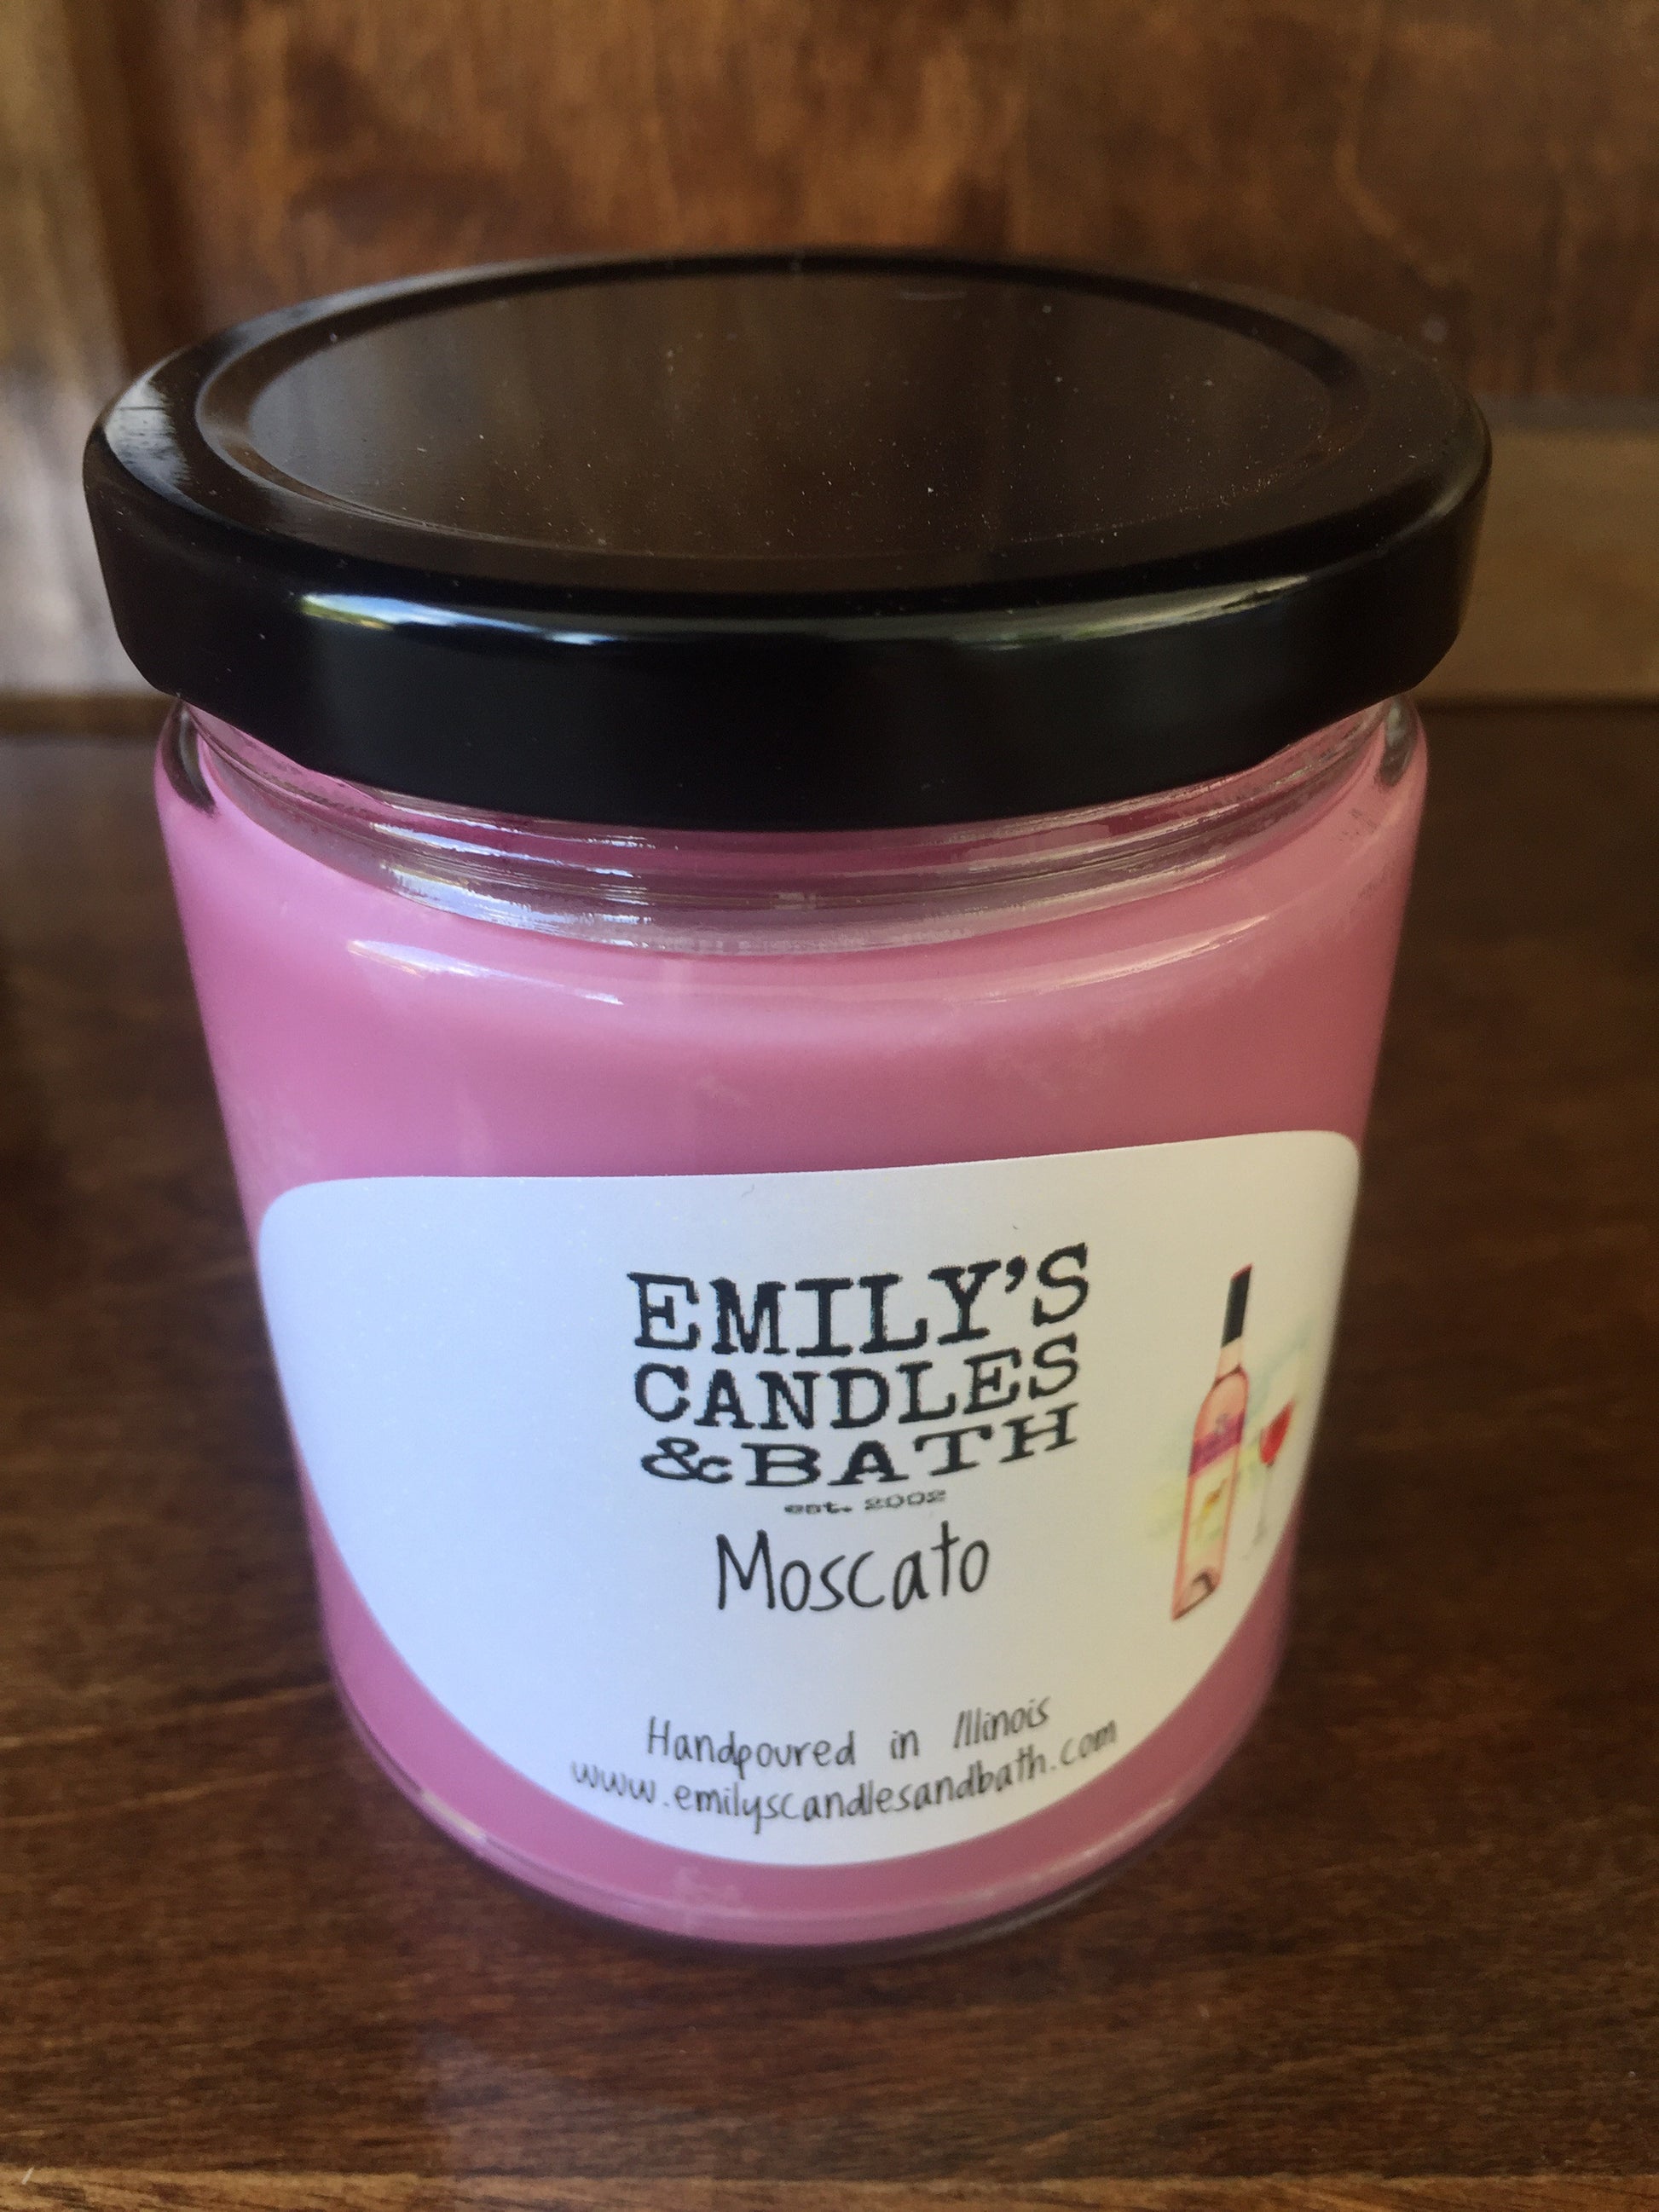 EMILY'S
CANDLES
&BATH
est. 2002
Moscato
Handpoured in Illinois
www.emilyscandlesandbath.com